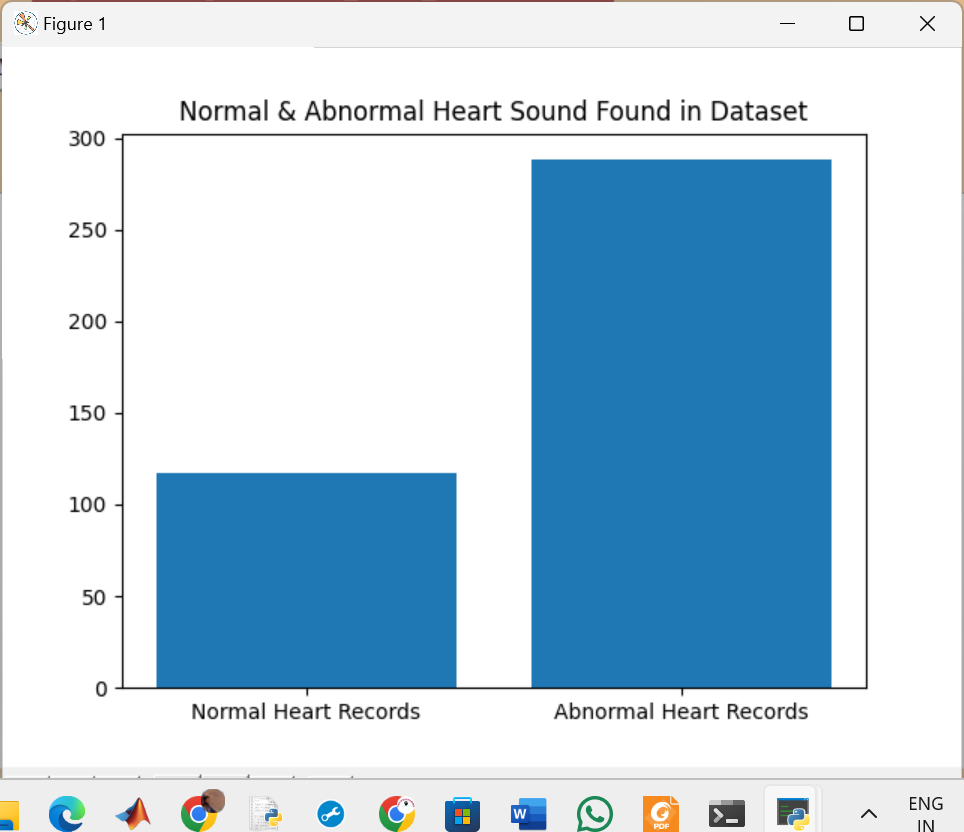 Figure 1
Normal & Abnormal Heart Sound Found in Dataset
300
250
200
150
100
50
0
Normal Heart Records
Abnormal Heart Records
W
PDF
ENG
IN